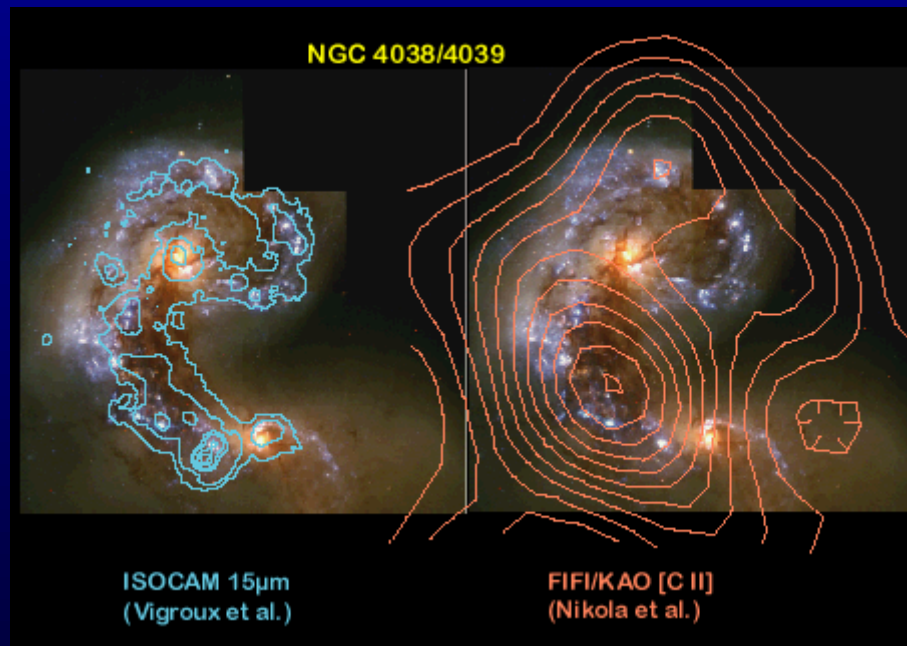 NGC 4038/4039
ISOCAM 15µm
(Vigroux et al.)
FIFI/KAO [C II]
(Nikola et al.)